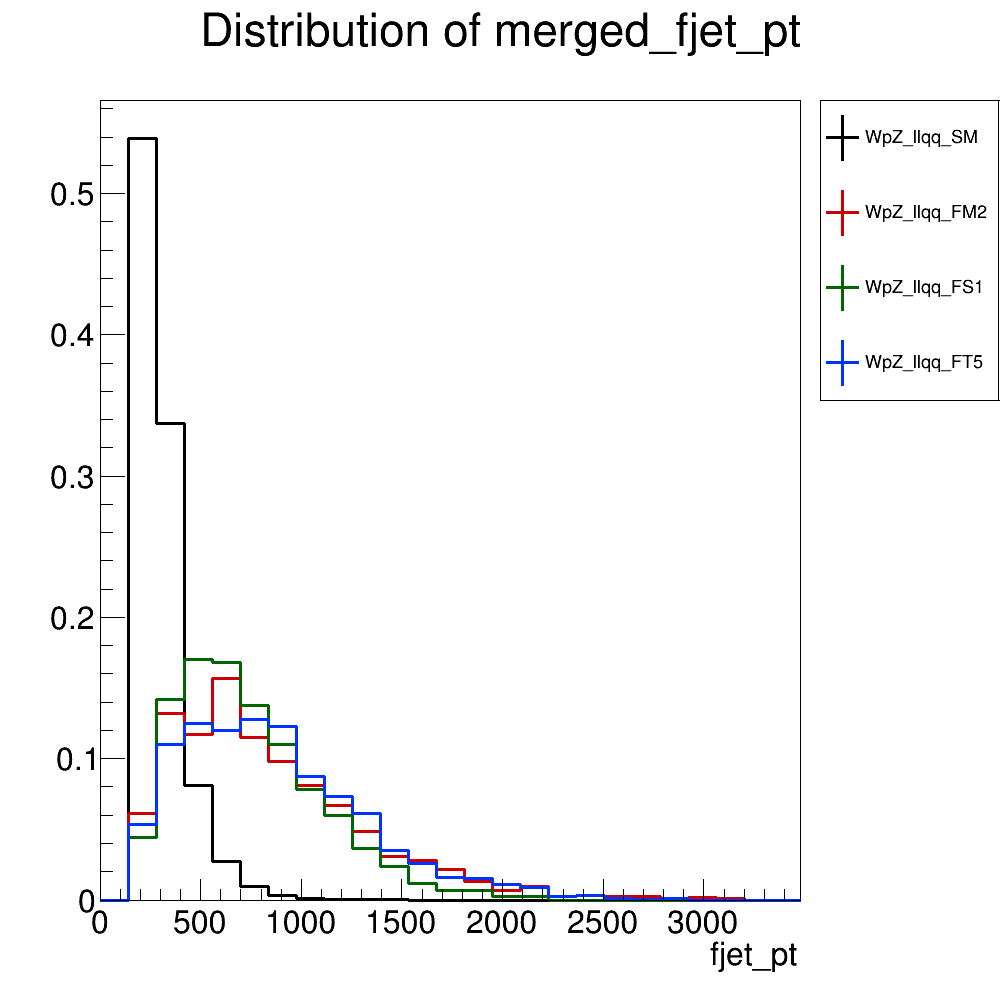 Distribution of merged_fjet_pt
WpZ_llqq_SM
WpZ_llqq_FM2
WpZ_llqq_FS1
WpZ_llqq_FT5
0.5
0.4
0.3
0.2
0.1
0
0 500 1000 1500 2000 2500 3000
fjet_pt